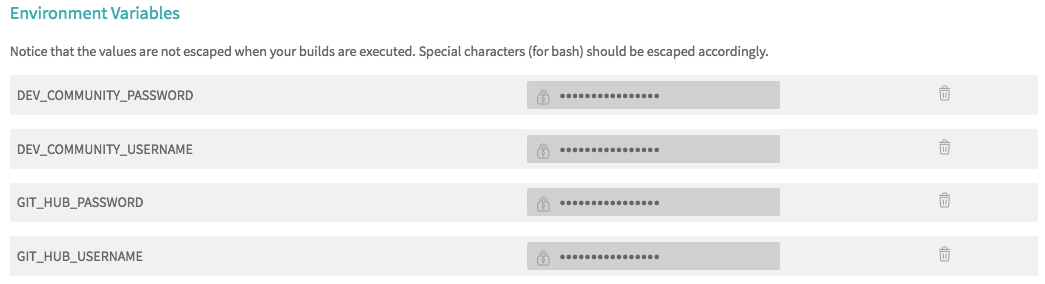 Environment Variables
Notice that the values are not escaped when your builds are executed. Special characters (for bash) should be escaped accordingly.
DEV_COMMUNITY_PASSWORD ••••••••••••••••
DEV_COMMUNITY_USERNAME ••••••••••••••••
GIT_HUB_PASSWORD ••••••••••••••••
GIT_HUB_USERNAME ••••••••••••••••